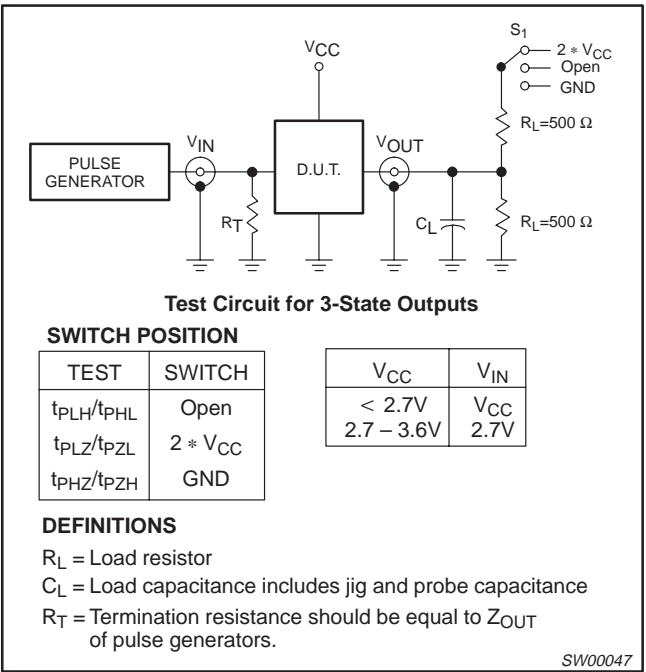 S1
2 * VCC
Open
GND
VCC
RL=500 Ω
VIN
VOUT
PULSE
GENERATOR
D.U.T.
RT
CL
RL=500 Ω
Test Circuit for 3-State Outputs
SWITCH POSITION
TEST SWITCH
tPLH/tPHL Open
tPLZ/tPZL 2 * VCC
tPHZ/tPZH GND
VCC VIN
< 2.7V VCC
2.7 – 3.6V 2.7V
DEFINITIONS
RL = Load resistor
CL = Load capacitance includes jig and probe capacitance
RT = Termination resistance should be equal to ZOUT
of pulse generators.
SW00047